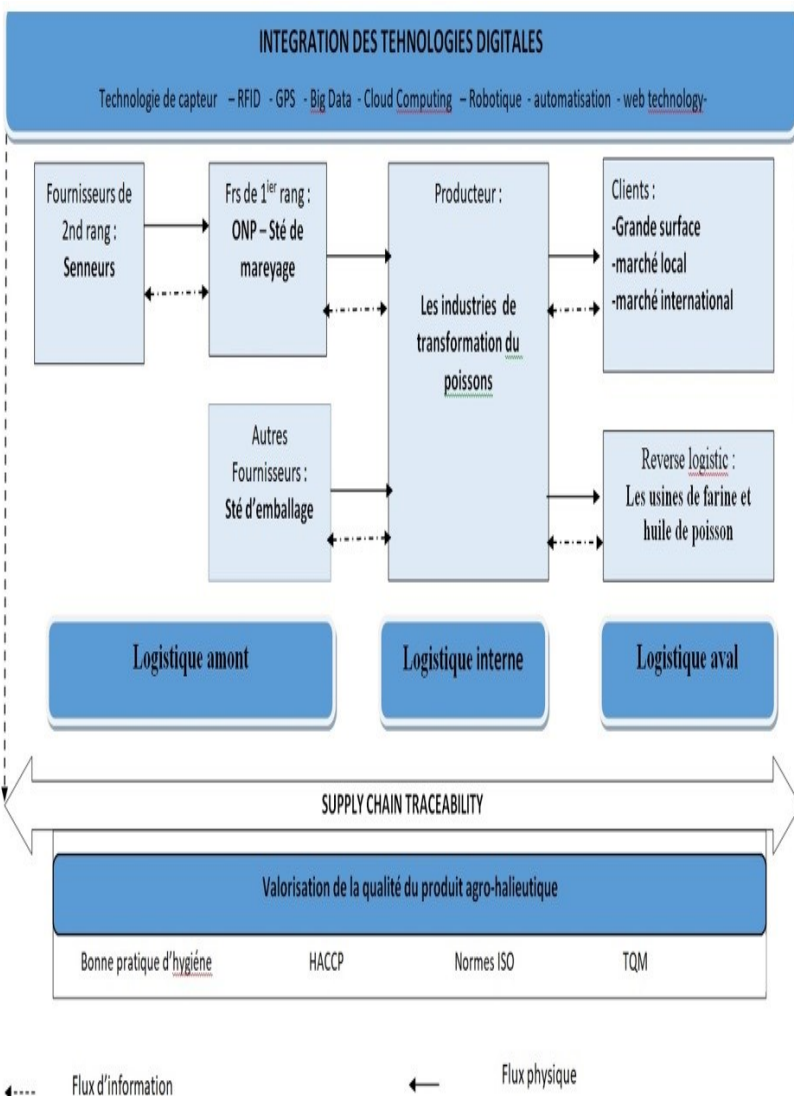 INTEGRATION DES TEHNOLOGIES DIGITALES
Technologie de capteur – RFID - GPS - Big Data - Cloud Computing – Robotique - automatisation - web technology-
Fournisseurs de
2nd rang :
Senneurs
Frs de 1ier rang :
ONP – Sté de
mareyage
Producteur :
Les industries de
transformation du
poissons
Clients :
-Grande surface
-marché local
-marché international
Autres
Fournisseurs :
Sté d’emballage
Reverse logistic :
Les usines de farine et
huile de poisson
Logistique amont
Logistique interne
Logistique aval
SUPPLY CHAIN TRACEABILITY
Valorisation de la qualité du produit agro-halieutique
Bonne pratique d’hygiéne
HACCP
Normes ISO
TQM
Flux d’information
Flux physique